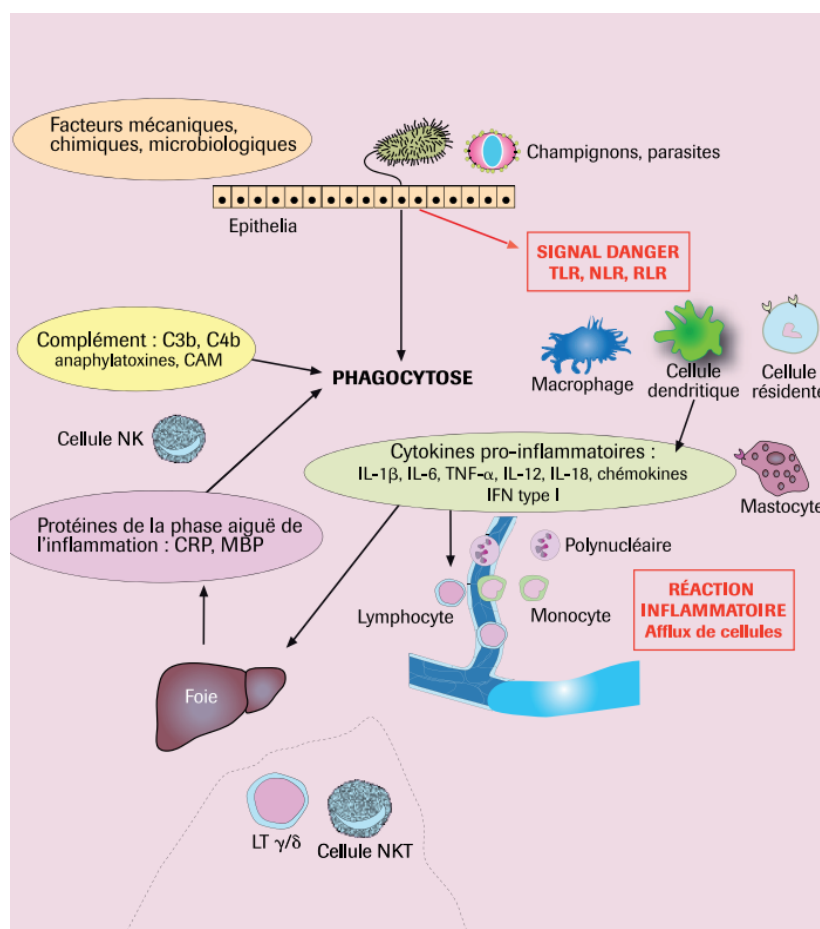 Facteurs mécaniques,
chimiques, microbiologiques
Champignons, parasites
Epithelia
SIGNAL DANGER
TLR, NLR, RLR
Complément : C3b, C4b
anaphylatoxines, CAM
PHAGOCYTOSE
Macrophage
Cellule
dendritique
Cellule
résidente
Cellule NK
Cytokines pro-inflammatoires :
IL-1β, IL-6, TNF-α, IL-12, IL-18, chémokines
IFN type I
Mastocyte
Protéines de la phase aiguë de
l'inflammation : CRP, MBP
Polynucléaire
Lymphocyte
Monocyte
RÉACTION
INFLAMMATOIRE
Afflux de cellules
Foie
LT γ/δ
Cellule NKT